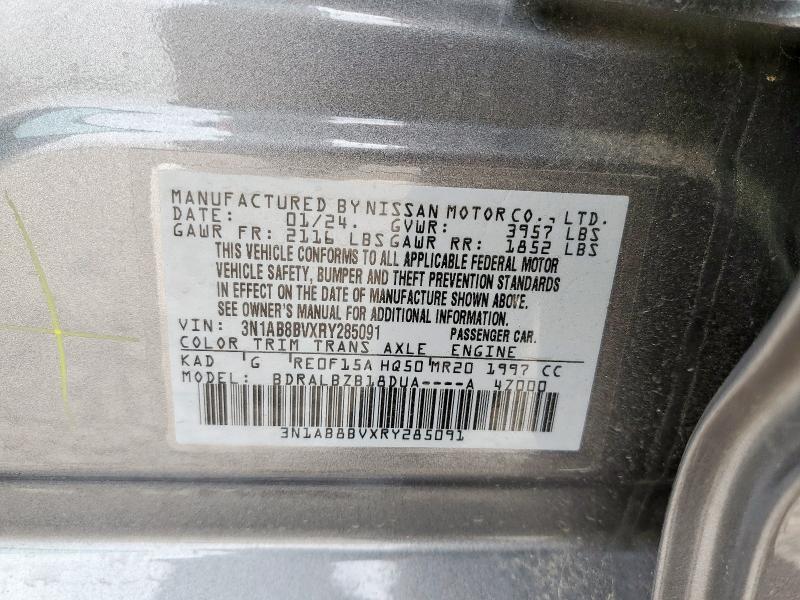 MANUFACTURED BY NISSAN MOTOR CO., LTD.
DATE: 01/24. GVWR: 3957 LBS
GAWR FR: 2116 LBS GAWR RR: 1852 LBS
THIS VEHICLE CONFORMS TO ALL APPLICABLE FEDERAL MOTOR
VEHICLE SAFETY, BUMPER AND THEFT PREVENTION STANDARDS
IN EFFECT ON THE DATE OF MANUFACTURE SHOWN ABOVE.
SEE OWNER'S MANUAL FOR ADDITIONAL INFORMATION.
VIN: 3N1AB8BVXRY285091 PASSENGER CAR.
COLOR TRIM TRANS AXLE ENGINE
KAD G RE0F15A HQ50 MR20 1997 CC
MODEL: BDRALBZB18DUA----A 47000
3N1AB8BVXRY285091